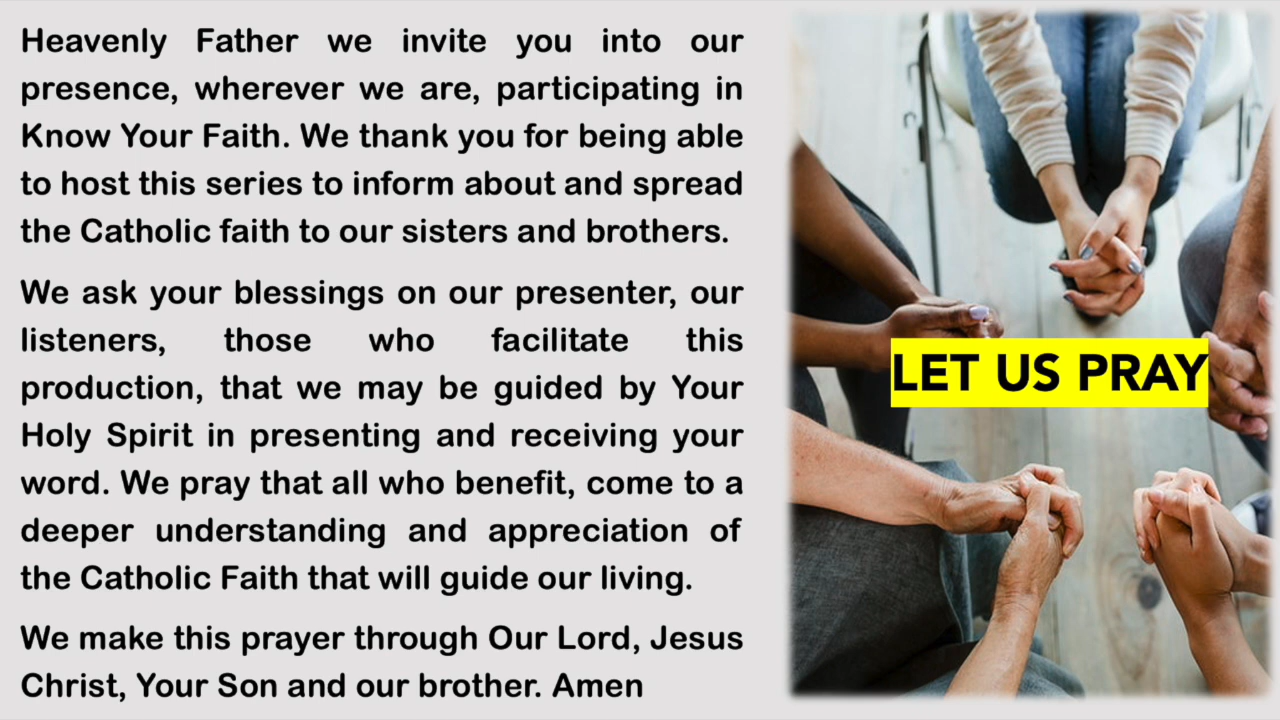 Heavenly Father we invite you into our
presence, wherever we are, participating in
Know Your Faith. We thank you for being able
to host this series to inform about and spread
the Catholic faith to our sisters and brothers.
We ask your blessings on our presenter, our
listeners, those who facilitate this
production, that we may be guided by Your
Holy Spirit in presenting and receiving your
word. We pray that all who benefit, come to a
deeper understanding and appreciation of
the Catholic Faith that will guide our living.
We make this prayer through Our Lord, Jesus
Christ, Your Son and our brother. Amen
LET US PRAY